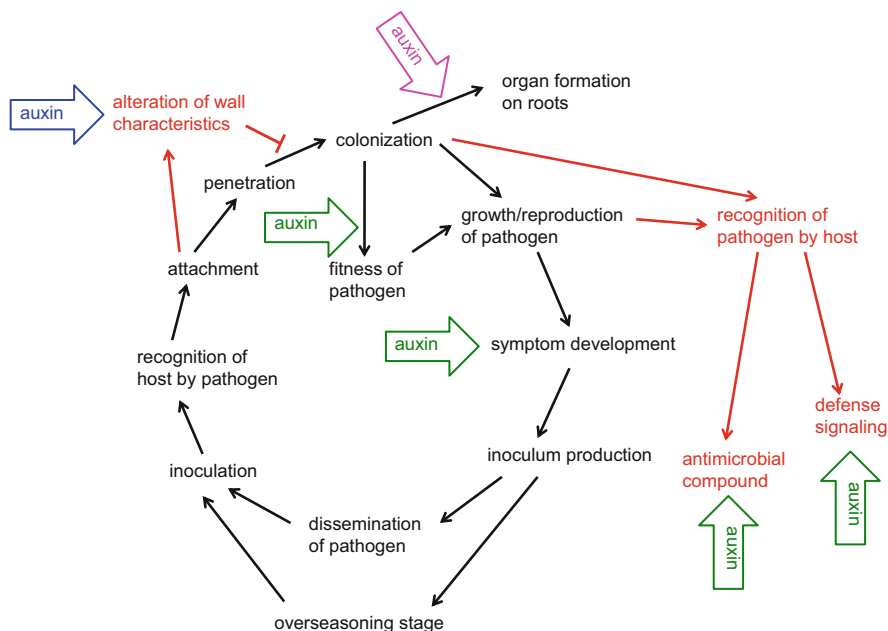 auxin
organ formation
on roots
auxin
alteration of wall
characteristics
colonization
penetration
auxin
growth/reproduction
of pathogen
recognition of
pathogen by host
attachment
fitness of
pathogen
auxin
symptom development
recognition of
host by pathogen
defense
signaling
inoculation
inoculum production
antimicrobial
compound
auxin
auxin
dissemination
of pathogen
overseasoning stage